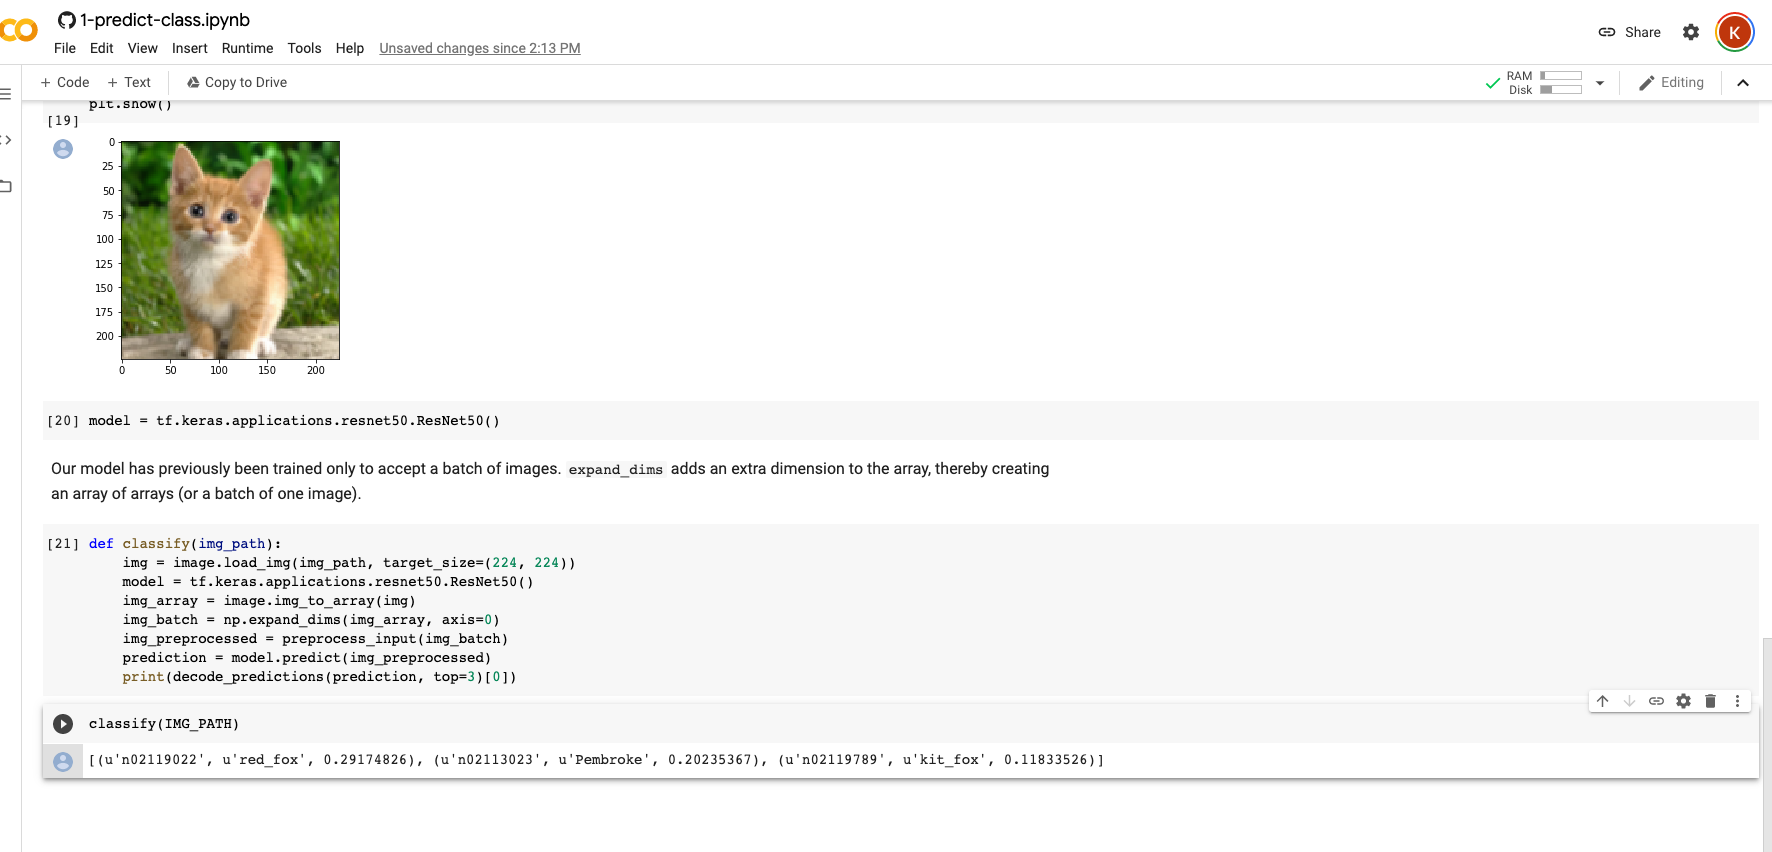 1-predict-class.ipynb
File Edit View Insert Runtime Tools Help Unsaved changes since 2:13 PM
Share
K
+ Code + Text Copy to Drive
RAM
Disk
Editing
plt.show()
[19]
0
25
50
75
100
125
150
175
200
0 50 100 150 200
[20] model = tf.keras.applications.resnet50.ResNet50()
Our model has previously been trained only to accept a batch of images. expand_dims adds an extra dimension to the array, thereby creating
an array of arrays (or a batch of one image).
[21] def classify(img_path):
img = image.load_img(img_path, target_size=(224, 224))
model = tf.keras.applications.resnet50.ResNet50()
img_array = image.img_to_array(img)
img_batch = np.expand_dims(img_array, axis=0)
img_preprocessed = preprocess_input(img_batch)
prediction = model.predict(img_preprocessed)
print(decode_predictions(prediction, top=3)[0])
classify(IMG_PATH)
[(u'n02119022', u'red_fox', 0.29174826), (u'n02113023', u'Pembroke', 0.20235367), (u'n02119789', u'kit_fox', 0.11833526)]